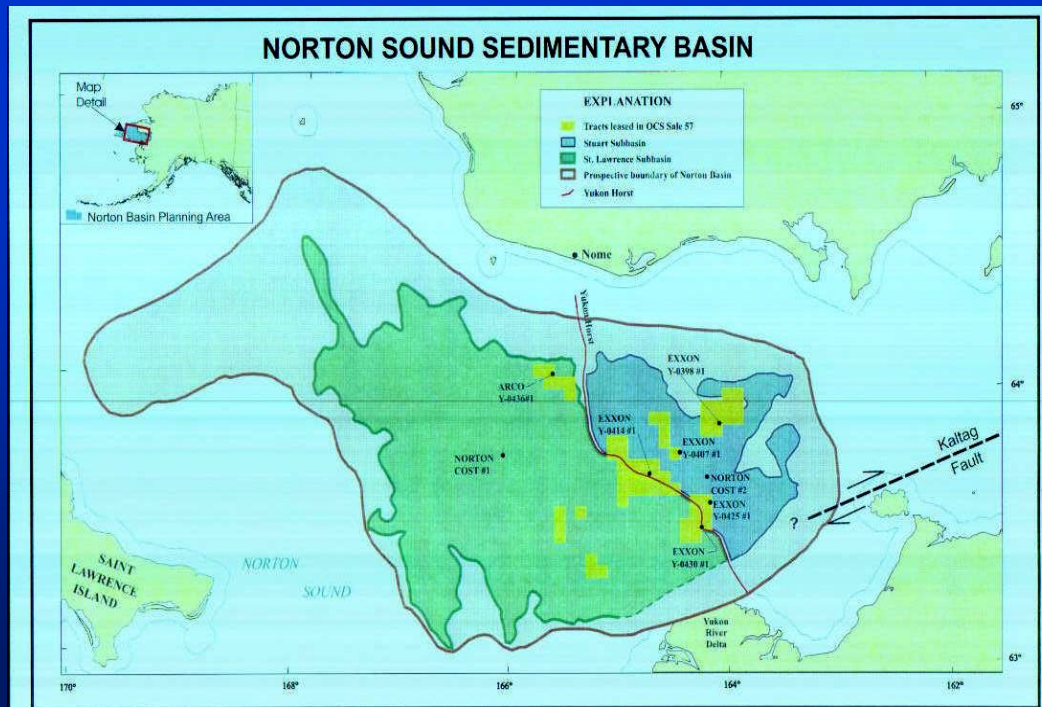 NORTON SOUND SEDIMENTARY BASIN
Map
Detail
Norton Basin Planning Area
EXPLANATION
Tracts leased in OCS Sale 57
Stuart Subbasin
St. Lawrence Subbasin
Prospective boundary of Norton Basin
Yukon Horst
65°
Nome
Yukon Horst
EXXON
Y-0398 #1
64°
ARCO
Y-0436#1
EXXON
Y-0414 #1
EXXON
Y-0407 #1
NORTON
COST #1
NORTON
COST #2
Kaltag
Fault
EXXON
Y-0425 #1
?
EXXON
Y-0430 #1
SAINT
LAWRENCE
ISLAND
NORTON
SOUND
Yukon
River
Delta
63°
170°
168°
166°
164°
162°